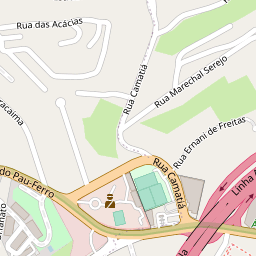 Rua das Acácias
Rua Camatiá
Rua Marechal Serejo
Rua Ernani de Freitas
Rua Camatiá
do Pau-Ferro
Linha